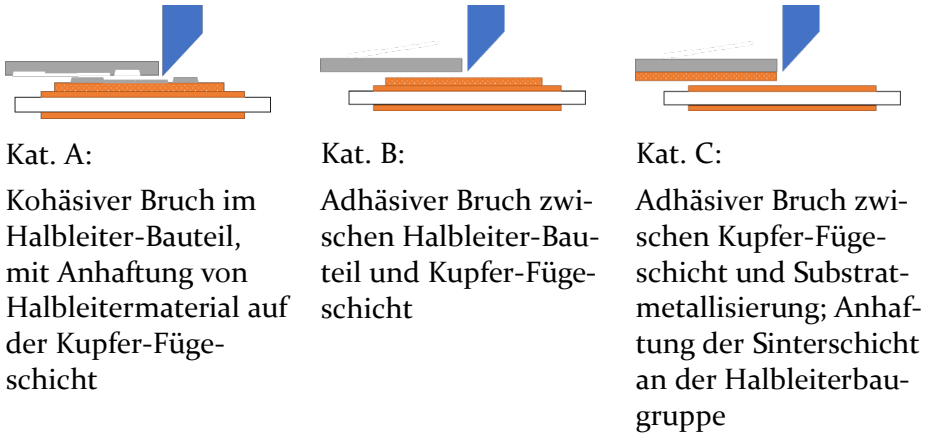 Kat. A:
Kohäsiver Bruch im
Halbleiter-Bauteil,
mit Anhaftung von
Halbleitermaterial auf
der Kupfer-Füge-
schicht
Kat. B:
Adhäsiver Bruch zwi-
schen Halbleiter-Bau-
teil und Kupfer-Füge-
schicht
Kat. C:
Adhäsiver Bruch zwi-
schen Kupfer-Füge-
schicht und Substrat-
metallisierung; Anhaf-
tung der Sinterschicht
an der Halbleiterbau-
gruppe